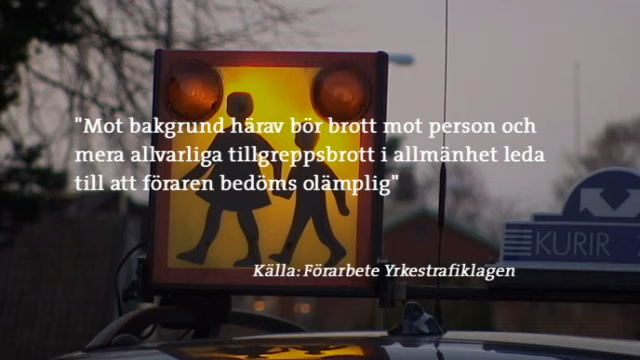 "Mot bakgrund härav bör brott mot person och
mera allvarliga tillgreppsbrott i allmänhet leda
till att föraren bedöms olämplig"
KURIR
Källa: Förarbete Yrkestrafiklagen